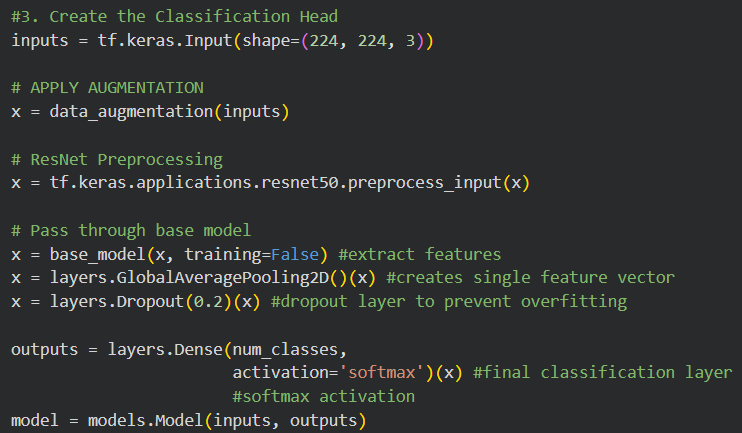 #3. Create the Classification Head
inputs = tf.keras.Input(shape=(224, 224, 3))

# APPLY AUGMENTATION
x = data_augmentation(inputs)

# ResNet Preprocessing
x = tf.keras.applications.resnet50.preprocess_input(x)

# Pass through base model
x = base_model(x, training=False) #extract features
x = layers.GlobalAveragePooling2D()(x) #creates single feature vector
x = layers.Dropout(0.2)(x) #dropout layer to prevent overfitting

outputs = layers.Dense(num_classes,
                       activation='softmax')(x) #final classification layer
                       #softmax activation
model = models.Model(inputs, outputs)